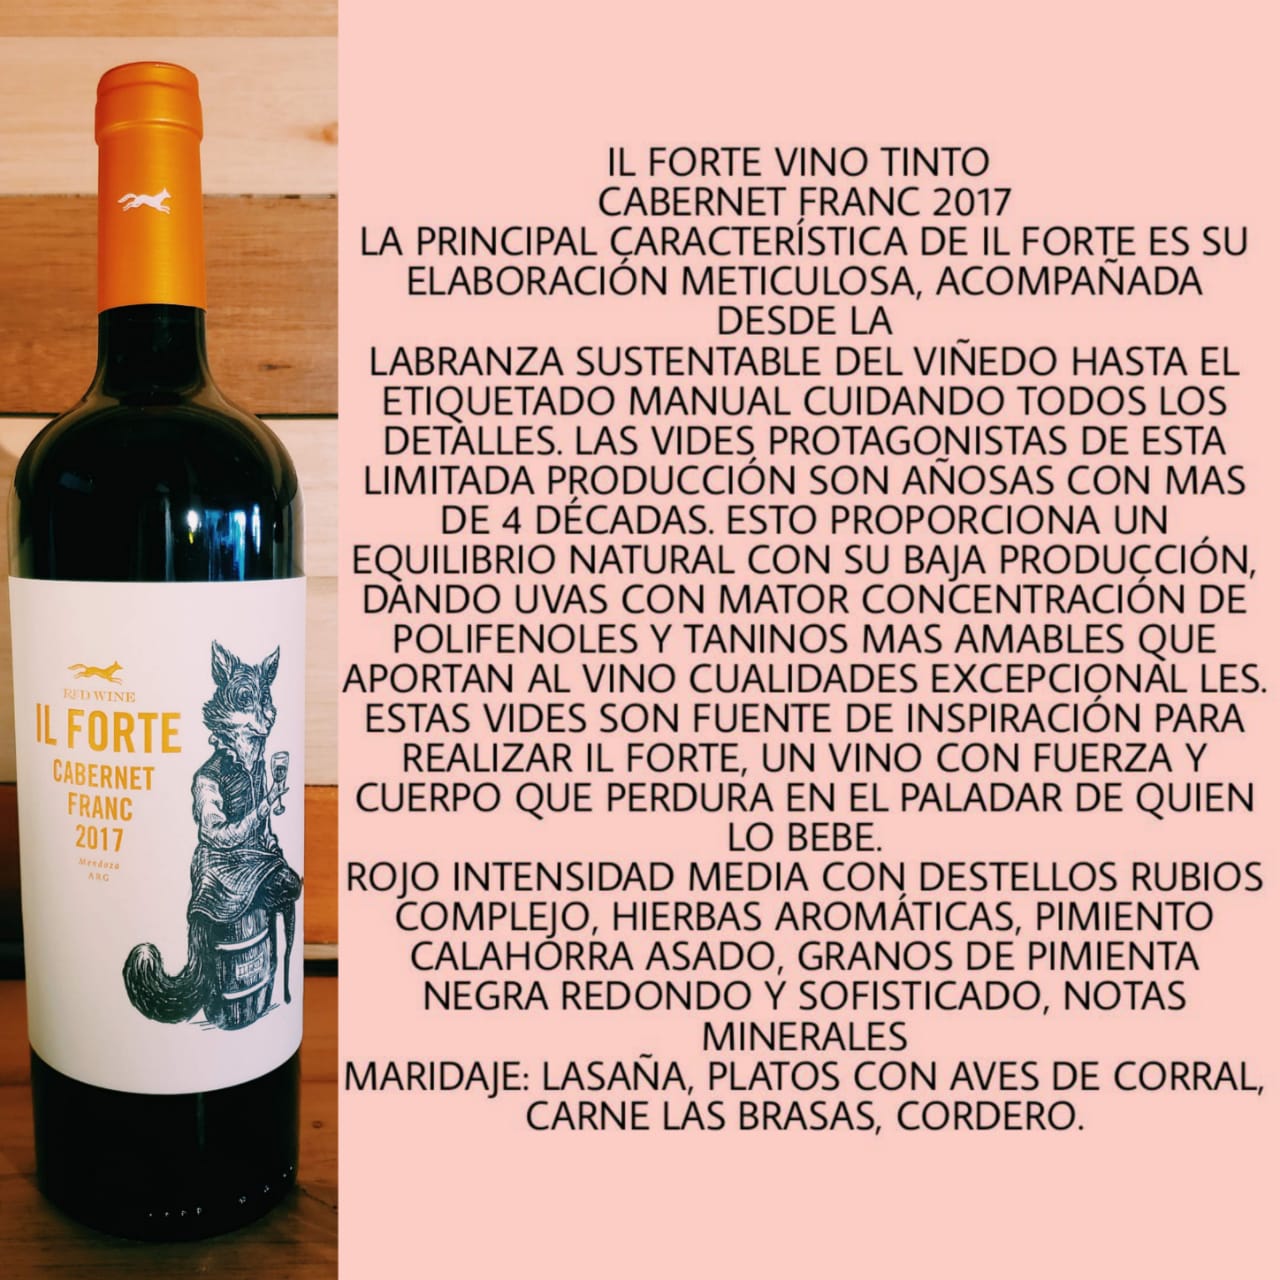 RED WINE
IL FORTE
CABERNET
FRANC
2017
Mendoza
ARG
IL FORTE VINO TINTO
CABERNET FRANC 2017
LA PRINCIPAL CARACTERÍSTICA DE IL FORTE ES SU
ELABORACIÓN METICULOSA, ACOMPAÑADA
DESDE LA
LABRANZA SUSTENTABLE DEL VIÑEDO HASTA EL
ETIQUETADO MANUAL CUIDANDO TODOS LOS
DETALLES. LAS VIDES PROTAGONISTAS DE ESTA
LIMITADA PRODUCCIÓN SON AÑOSAS CON MAS
DE 4 DÉCADAS. ESTO PROPORCIONA UN
EQUILIBRIO NATURAL CON SU BAJA PRODUCCIÓN,
DANDO UVAS CON MATOR CONCENTRACIÓN DE
POLIFENOLES Y TANINOS MAS AMABLES QUE
APORTAN AL VINO CUALIDADES EXCEPCIONAL LES.
ESTAS VIDES SON FUENTE DE INSPIRACIÓN PARA
REALIZAR IL FORTE, UN VINO CON FUERZA Y
CUERPO QUE PERDURA EN EL PALADAR DE QUIEN
LO BEBE.
ROJO INTENSIDAD MEDIA CON DESTELLOS RUBIOS
COMPLEJO, HIERBAS AROMÁTICAS, PIMIENTO
CALAHORRA ASADO, GRANOS DE PIMIENTA
NEGRA REDONDO Y SOFISTICADO, NOTAS
MINERALES
MARIDAJE: LASAÑA, PLATOS CON AVES DE CORRAL,
CARNE LAS BRASAS, CORDERO.